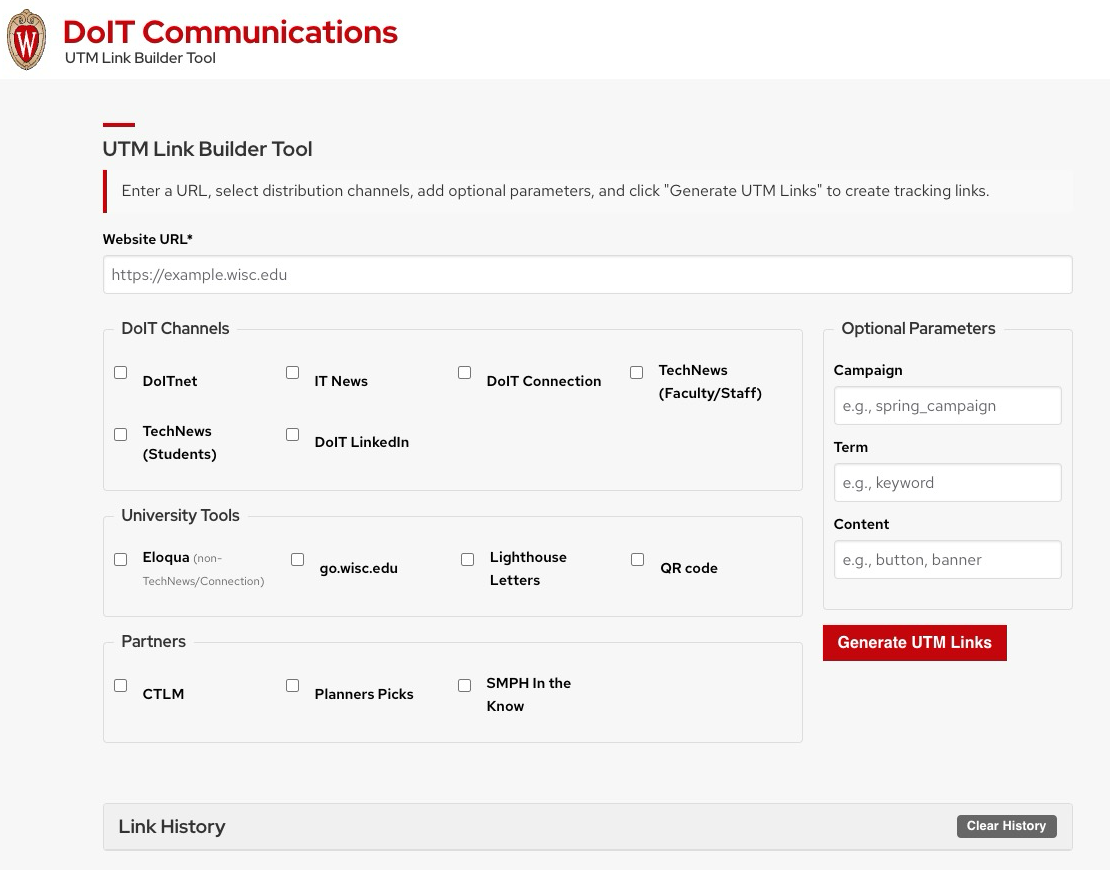 W
DoIT Communications
UTM Link Builder Tool
UTM Link Builder Tool
Enter a URL, select distribution channels, add optional parameters, and click "Generate UTM Links" to create tracking links.
Website URL*
https://example.wisc.edu
DoIT Channels
DoITnet
IT News
DoIT Connection
TechNews
(Faculty/Staff)
TechNews
(Students)
DoIT LinkedIn
University Tools
Eloqua (non-
TechNews/Connection)
go.wisc.edu
Lighthouse
Letters
QR code
Partners
CTLM
Planners Picks
SMPH In the
Know
Optional Parameters
Campaign
e.g., spring_campaign
Term
e.g., keyword
Content
e.g., button, banner
Generate UTM Links
Link History
Clear History